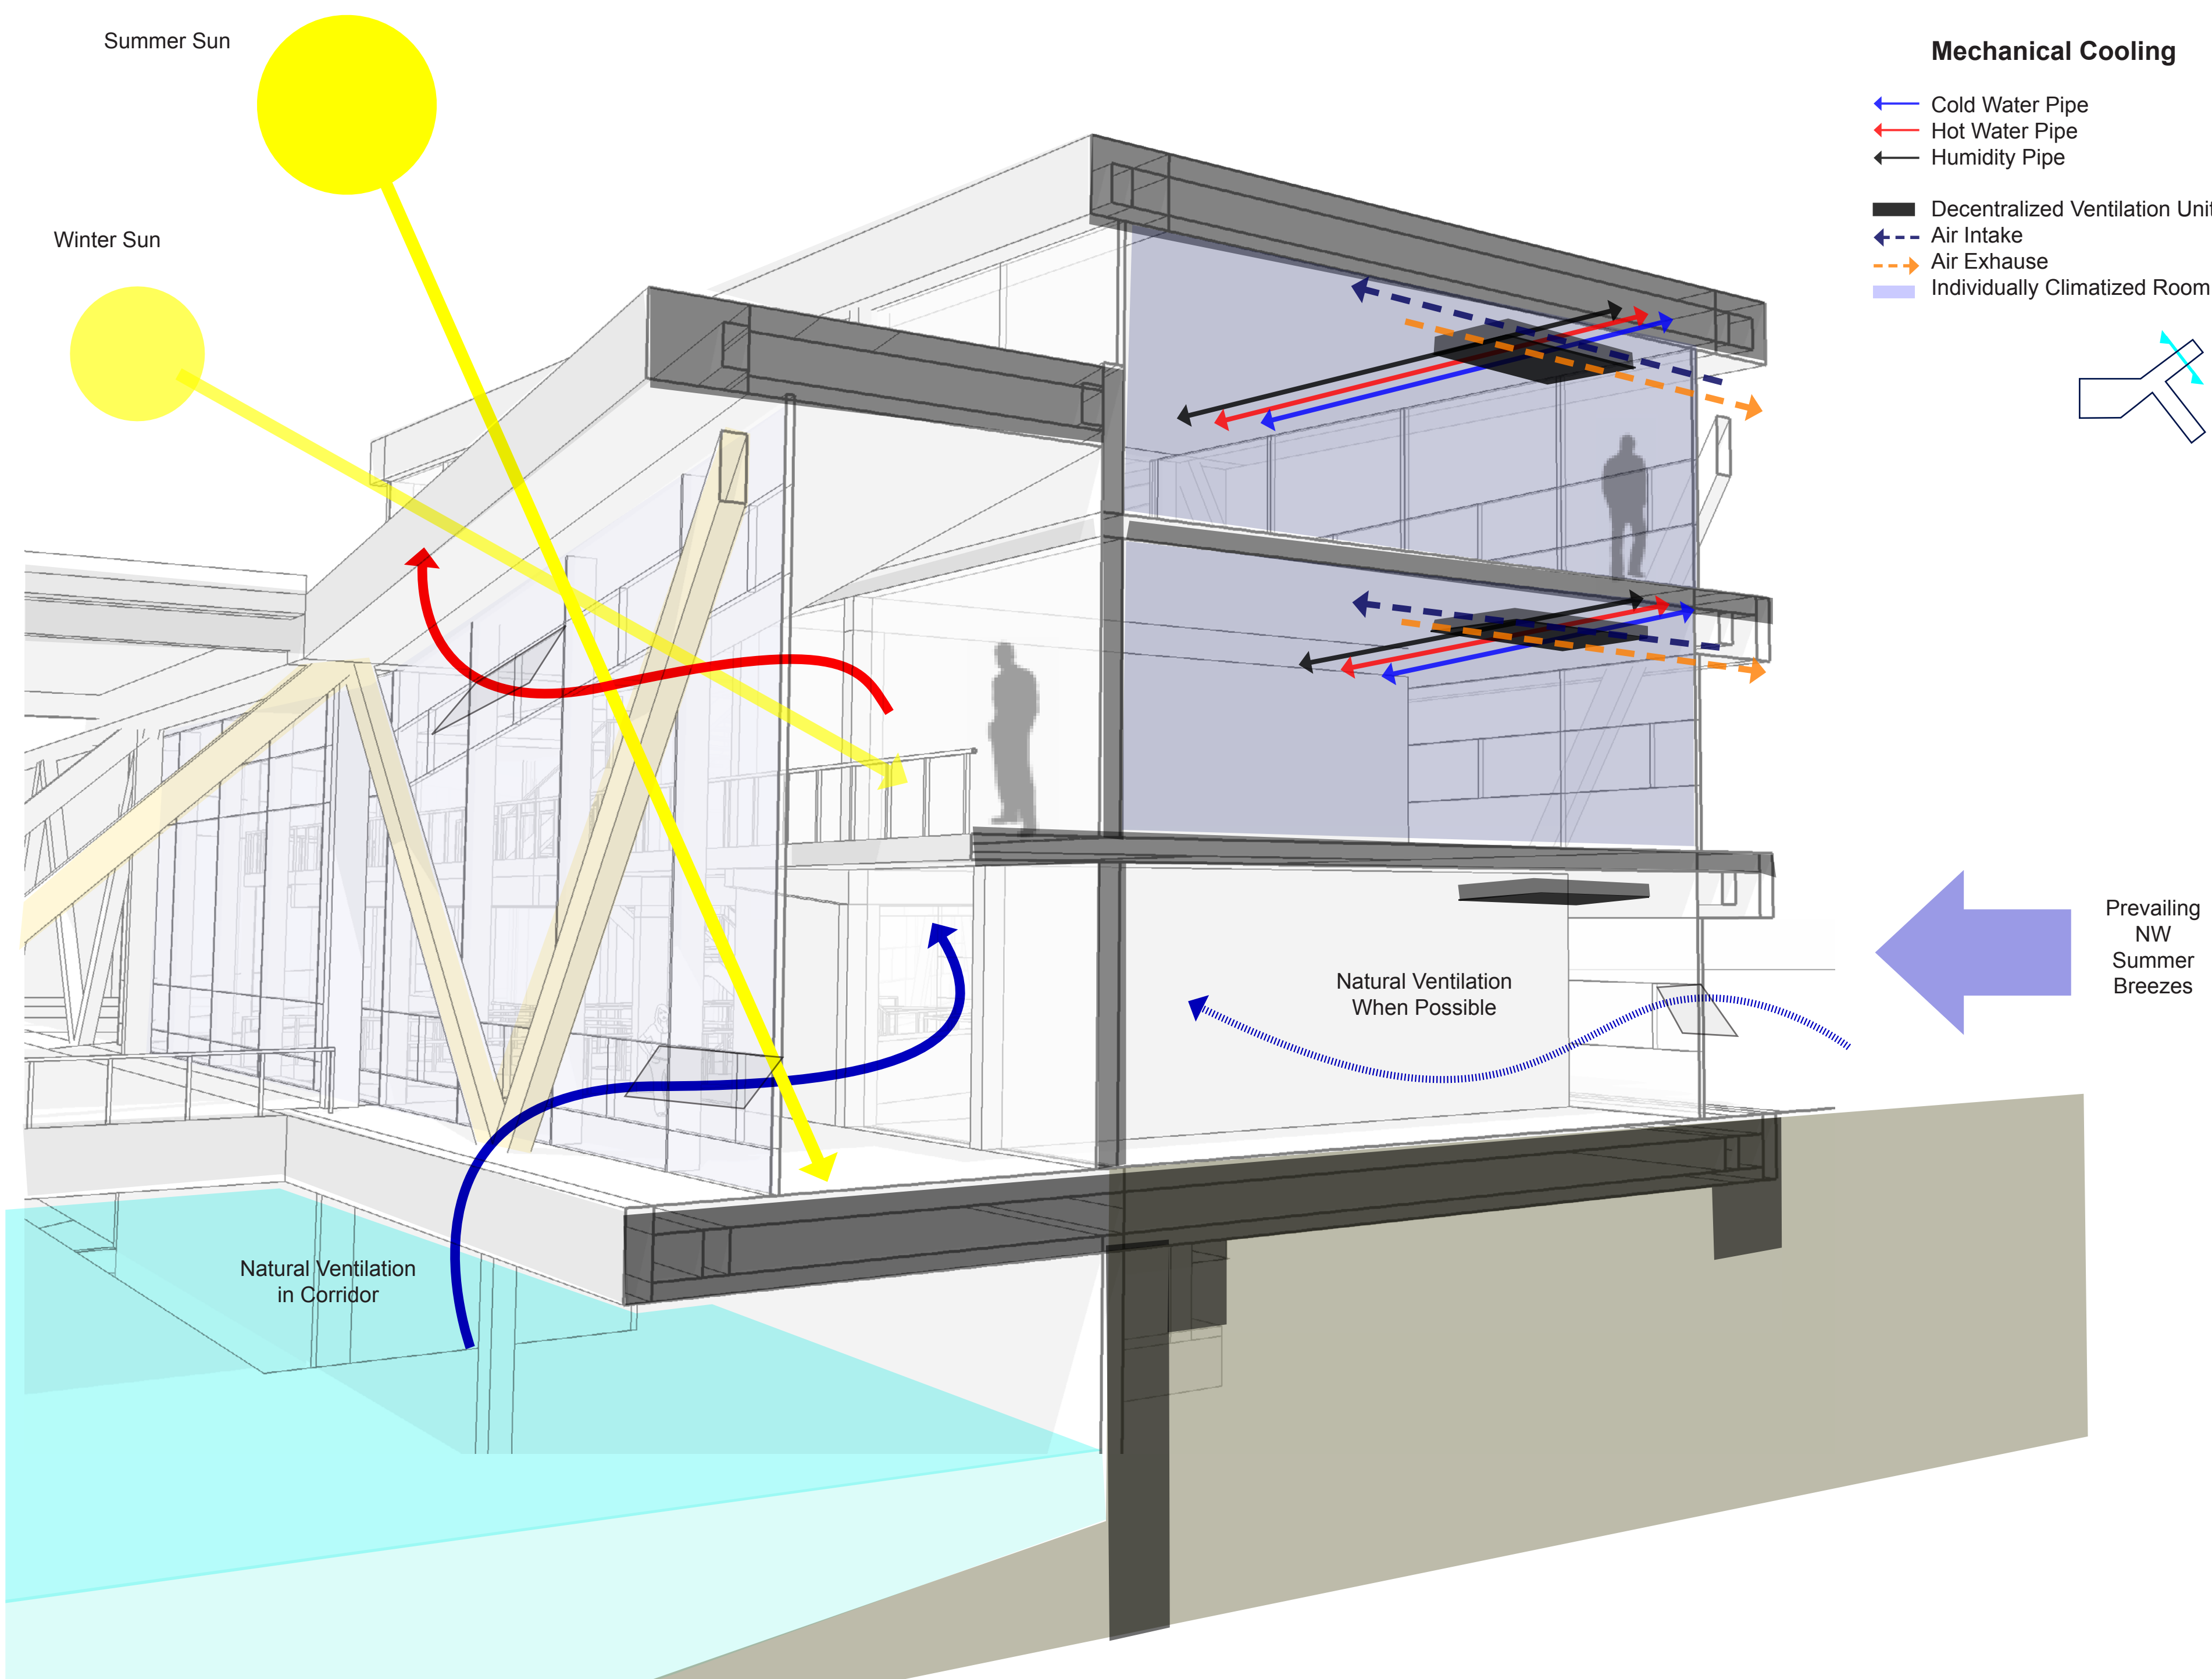 Summer Sun
Winter Sun
Mechanical Cooling
Cold Water Pipe
Hot Water Pipe
Humidity Pipe
Decentralized Ventilation Unit
Air Intake
Air Exhause
Individually Climatized Room
Prevailing
NW
Summer
Breezes
Natural Ventilation
When Possible
Natural Ventilation
in Corridor